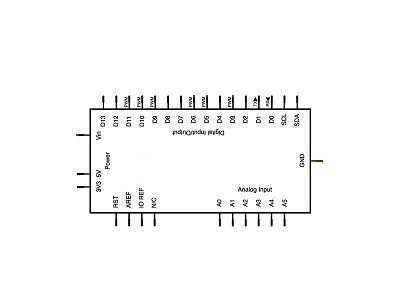 PWM PWM PWM PWM PWM PWM TX RX
D13 D12 D11 D10 D9 D8 D7 D6 D5 D4 D3 D2 D1 D0 SCL SDA
Digital Input/Output
Vin
Power
5V
3V3
GND
Analog Input
RST AREF IO REF N/C A0 A1 A2 A3 A4 A5